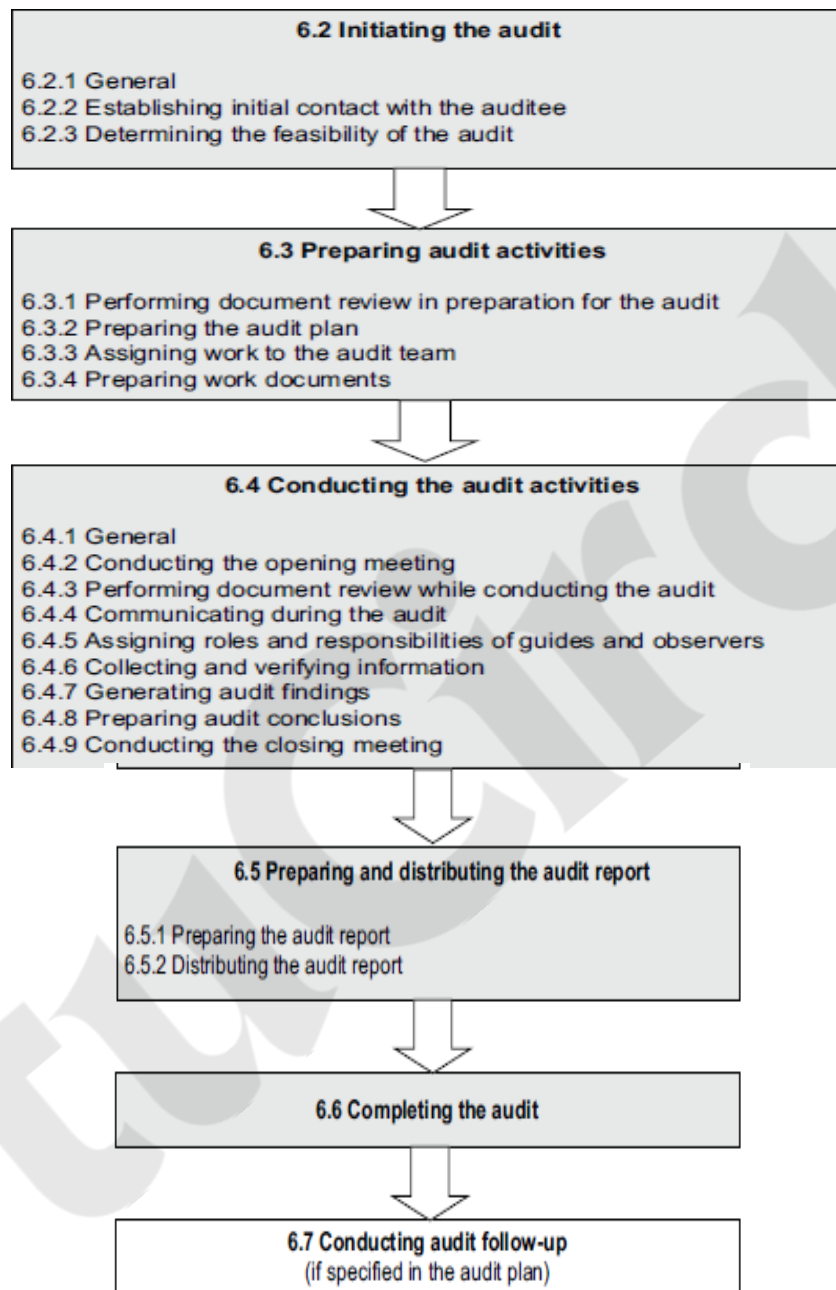 6.2 Initiating the audit
6.2.1 General
6.2.2 Establishing initial contact with the auditee
6.2.3 Determining the feasibility of the audit
6.3 Preparing audit activities
6.3.1 Performing document review in preparation for the audit
6.3.2 Preparing the audit plan
6.3.3 Assigning work to the audit team
6.3.4 Preparing work documents
6.4 Conducting the audit activities
6.4.1 General
6.4.2 Conducting the opening meeting
6.4.3 Performing document review while conducting the audit
6.4.4 Communicating during the audit
6.4.5 Assigning roles and responsibilities of guides and observers
6.4.6 Collecting and verifying information
6.4.7 Generating audit findings
6.4.8 Preparing audit conclusions
6.4.9 Conducting the closing meeting
6.5 Preparing and distributing the audit report
6.5.1 Preparing the audit report
6.5.2 Distributing the audit report
6.6 Completing the audit
6.7 Conducting audit follow-up
(if specified in the audit plan)